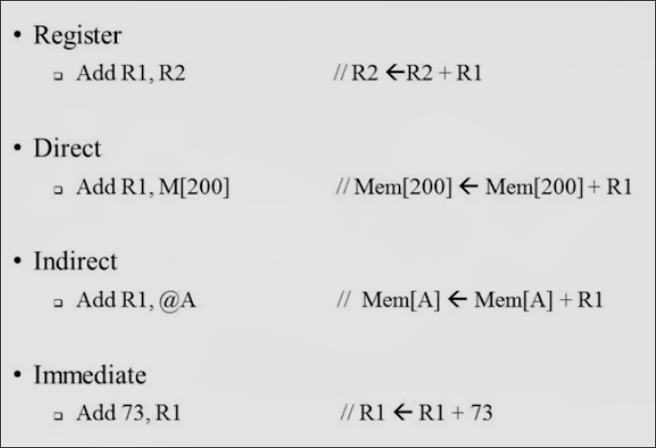 • Register
❑ Add R1, R2 // R2 ← R2 + R1
• Direct
❑ Add R1, M[200] // Mem[200] ← Mem[200] + R1
• Indirect
❑ Add R1, @A // Mem[A] ← Mem[A] + R1
• Immediate
❑ Add 73, R1 // R1 ← R1 + 73